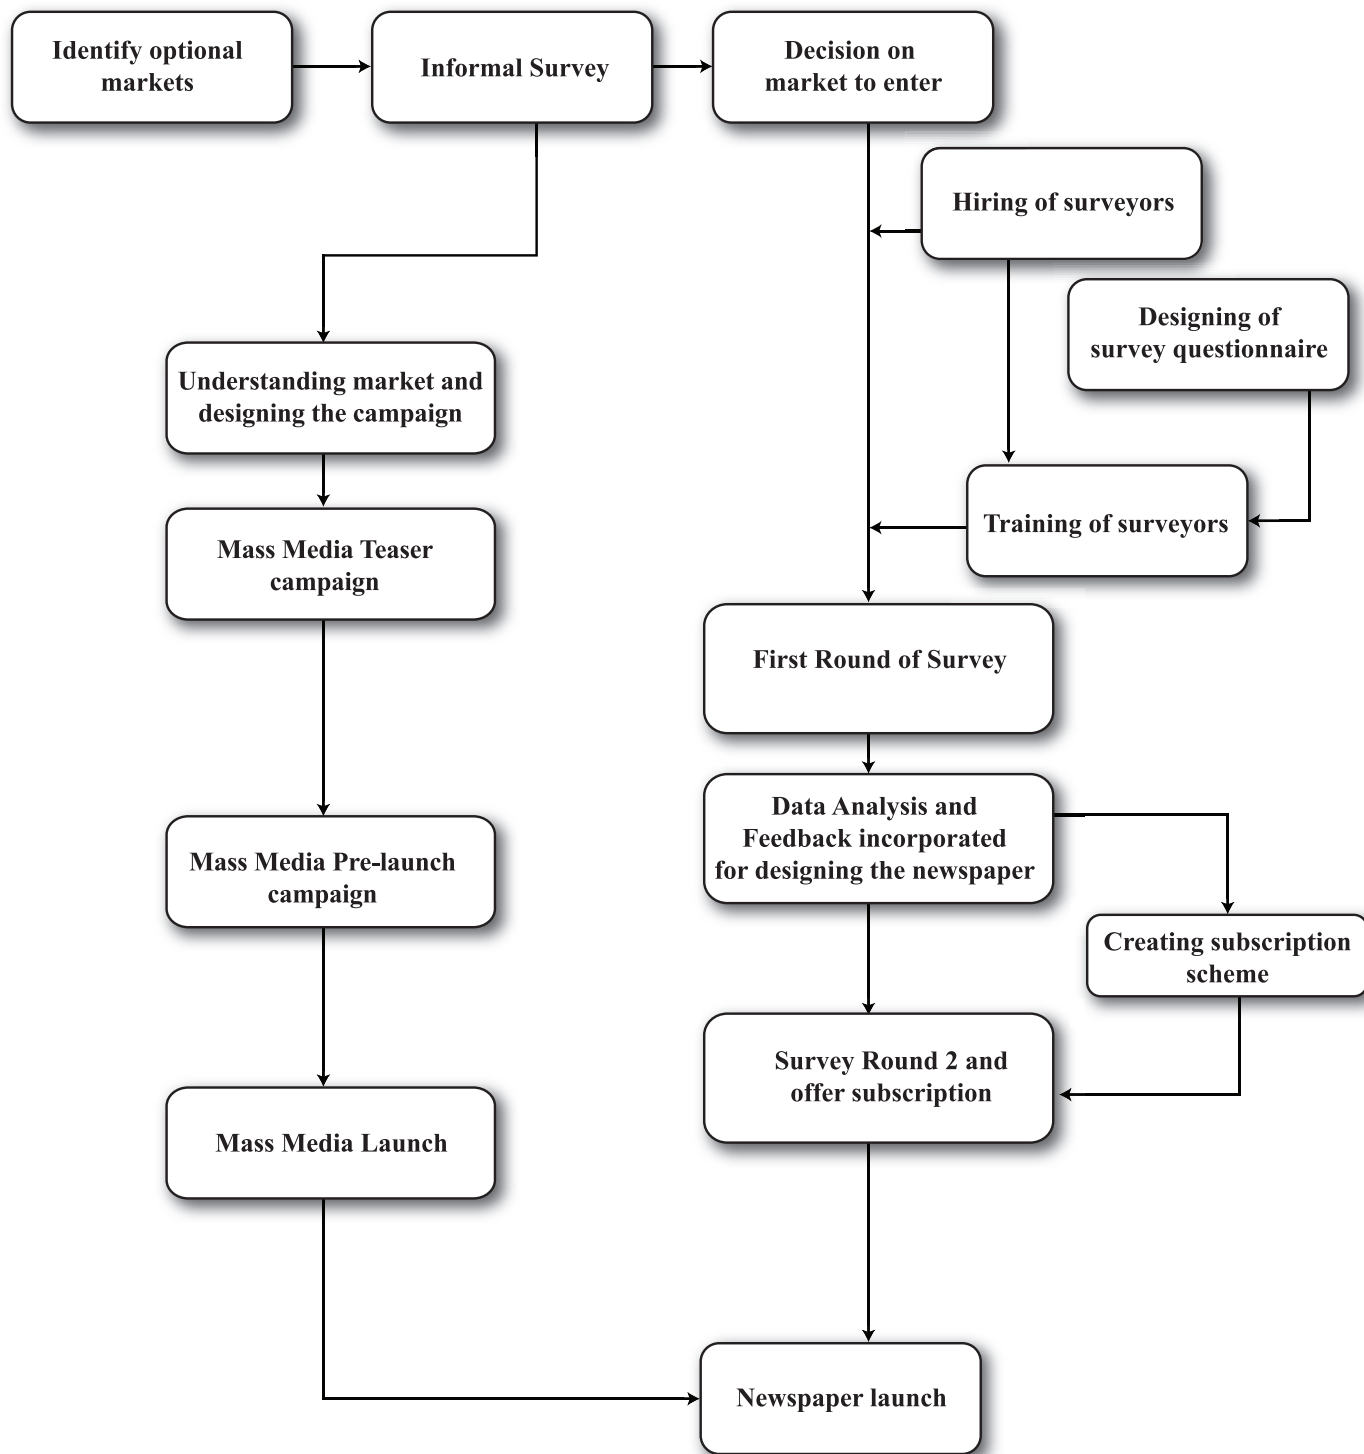 Identify optional
markets
Informal Survey
Decision on
market to enter
Hiring of surveyors
Designing of
survey questionnaire
Understanding market and
designing the campaign
Training of surveyors
Mass Media Teaser
campaign
First Round of Survey
Data Analysis and
Feedback incorporated
for designing the newspaper
Mass Media Pre-launch
campaign
Creating subscription
scheme
Survey Round 2 and
offer subscription
Mass Media Launch
Newspaper launch